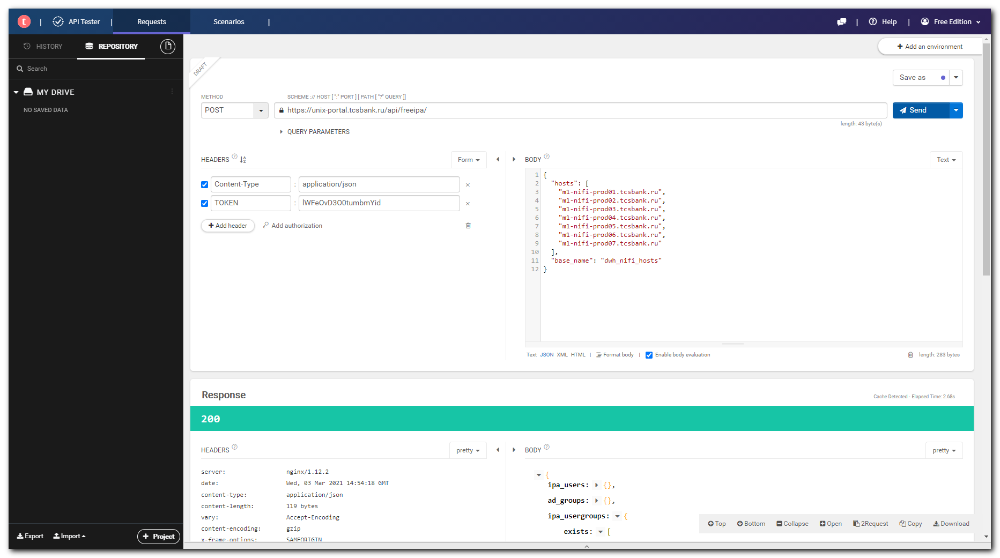 t | API Tester | Requests Scenarios | | Help | Free Edition
HISTORY REPOSITORY
Search
MY DRIVE
NO SAVED DATA
Export Import + Project
+ Add an environment
DRAFT
Save as
METHOD SCHEME :// HOST [ ":" PORT ] [ PATH [ "?" QUERY ]]
POST https://unix-portal.tcsbank.ru/api/freeipa/ Send
length: 43 byte(s)
QUERY PARAMETERS
HEADERS ? Form
Content-Type : application/json ×
TOKEN : lWFeOvD3O0tumbmYid ×
+ Add header Add authorization
BODY ? Text
1 {
2 "hosts": [
3 "m1-nifi-prod01.tcsbank.ru",
4 "m1-nifi-prod02.tcsbank.ru",
5 "m1-nifi-prod03.tcsbank.ru",
6 "m1-nifi-prod04.tcsbank.ru",
7 "m1-nifi-prod05.tcsbank.ru",
8 "m1-nifi-prod06.tcsbank.ru",
9 "m1-nifi-prod07.tcsbank.ru"
10 ],
11 "base_name": "dwh_nifi_hosts"
12 }
Text JSON XML HTML | Format body | Enable body evaluation length: 283 bytes
Response
Cache Detected - Elapsed Time: 2.68s
200
HEADERS ? pretty
server: nginx/1.12.2
date: Wed, 03 Mar 2021 14:54:18 GMT
content-type: application/json
content-length: 119 bytes
vary: Accept-Encoding
content-encoding: gzip
x-frame-options: SAMEORIGIN
BODY ? pretty
{
ipa_users: {},
ad_groups: {},
ipa_usergroups: {
exists: [
Top Bottom Collapse Open 2Request Copy Download